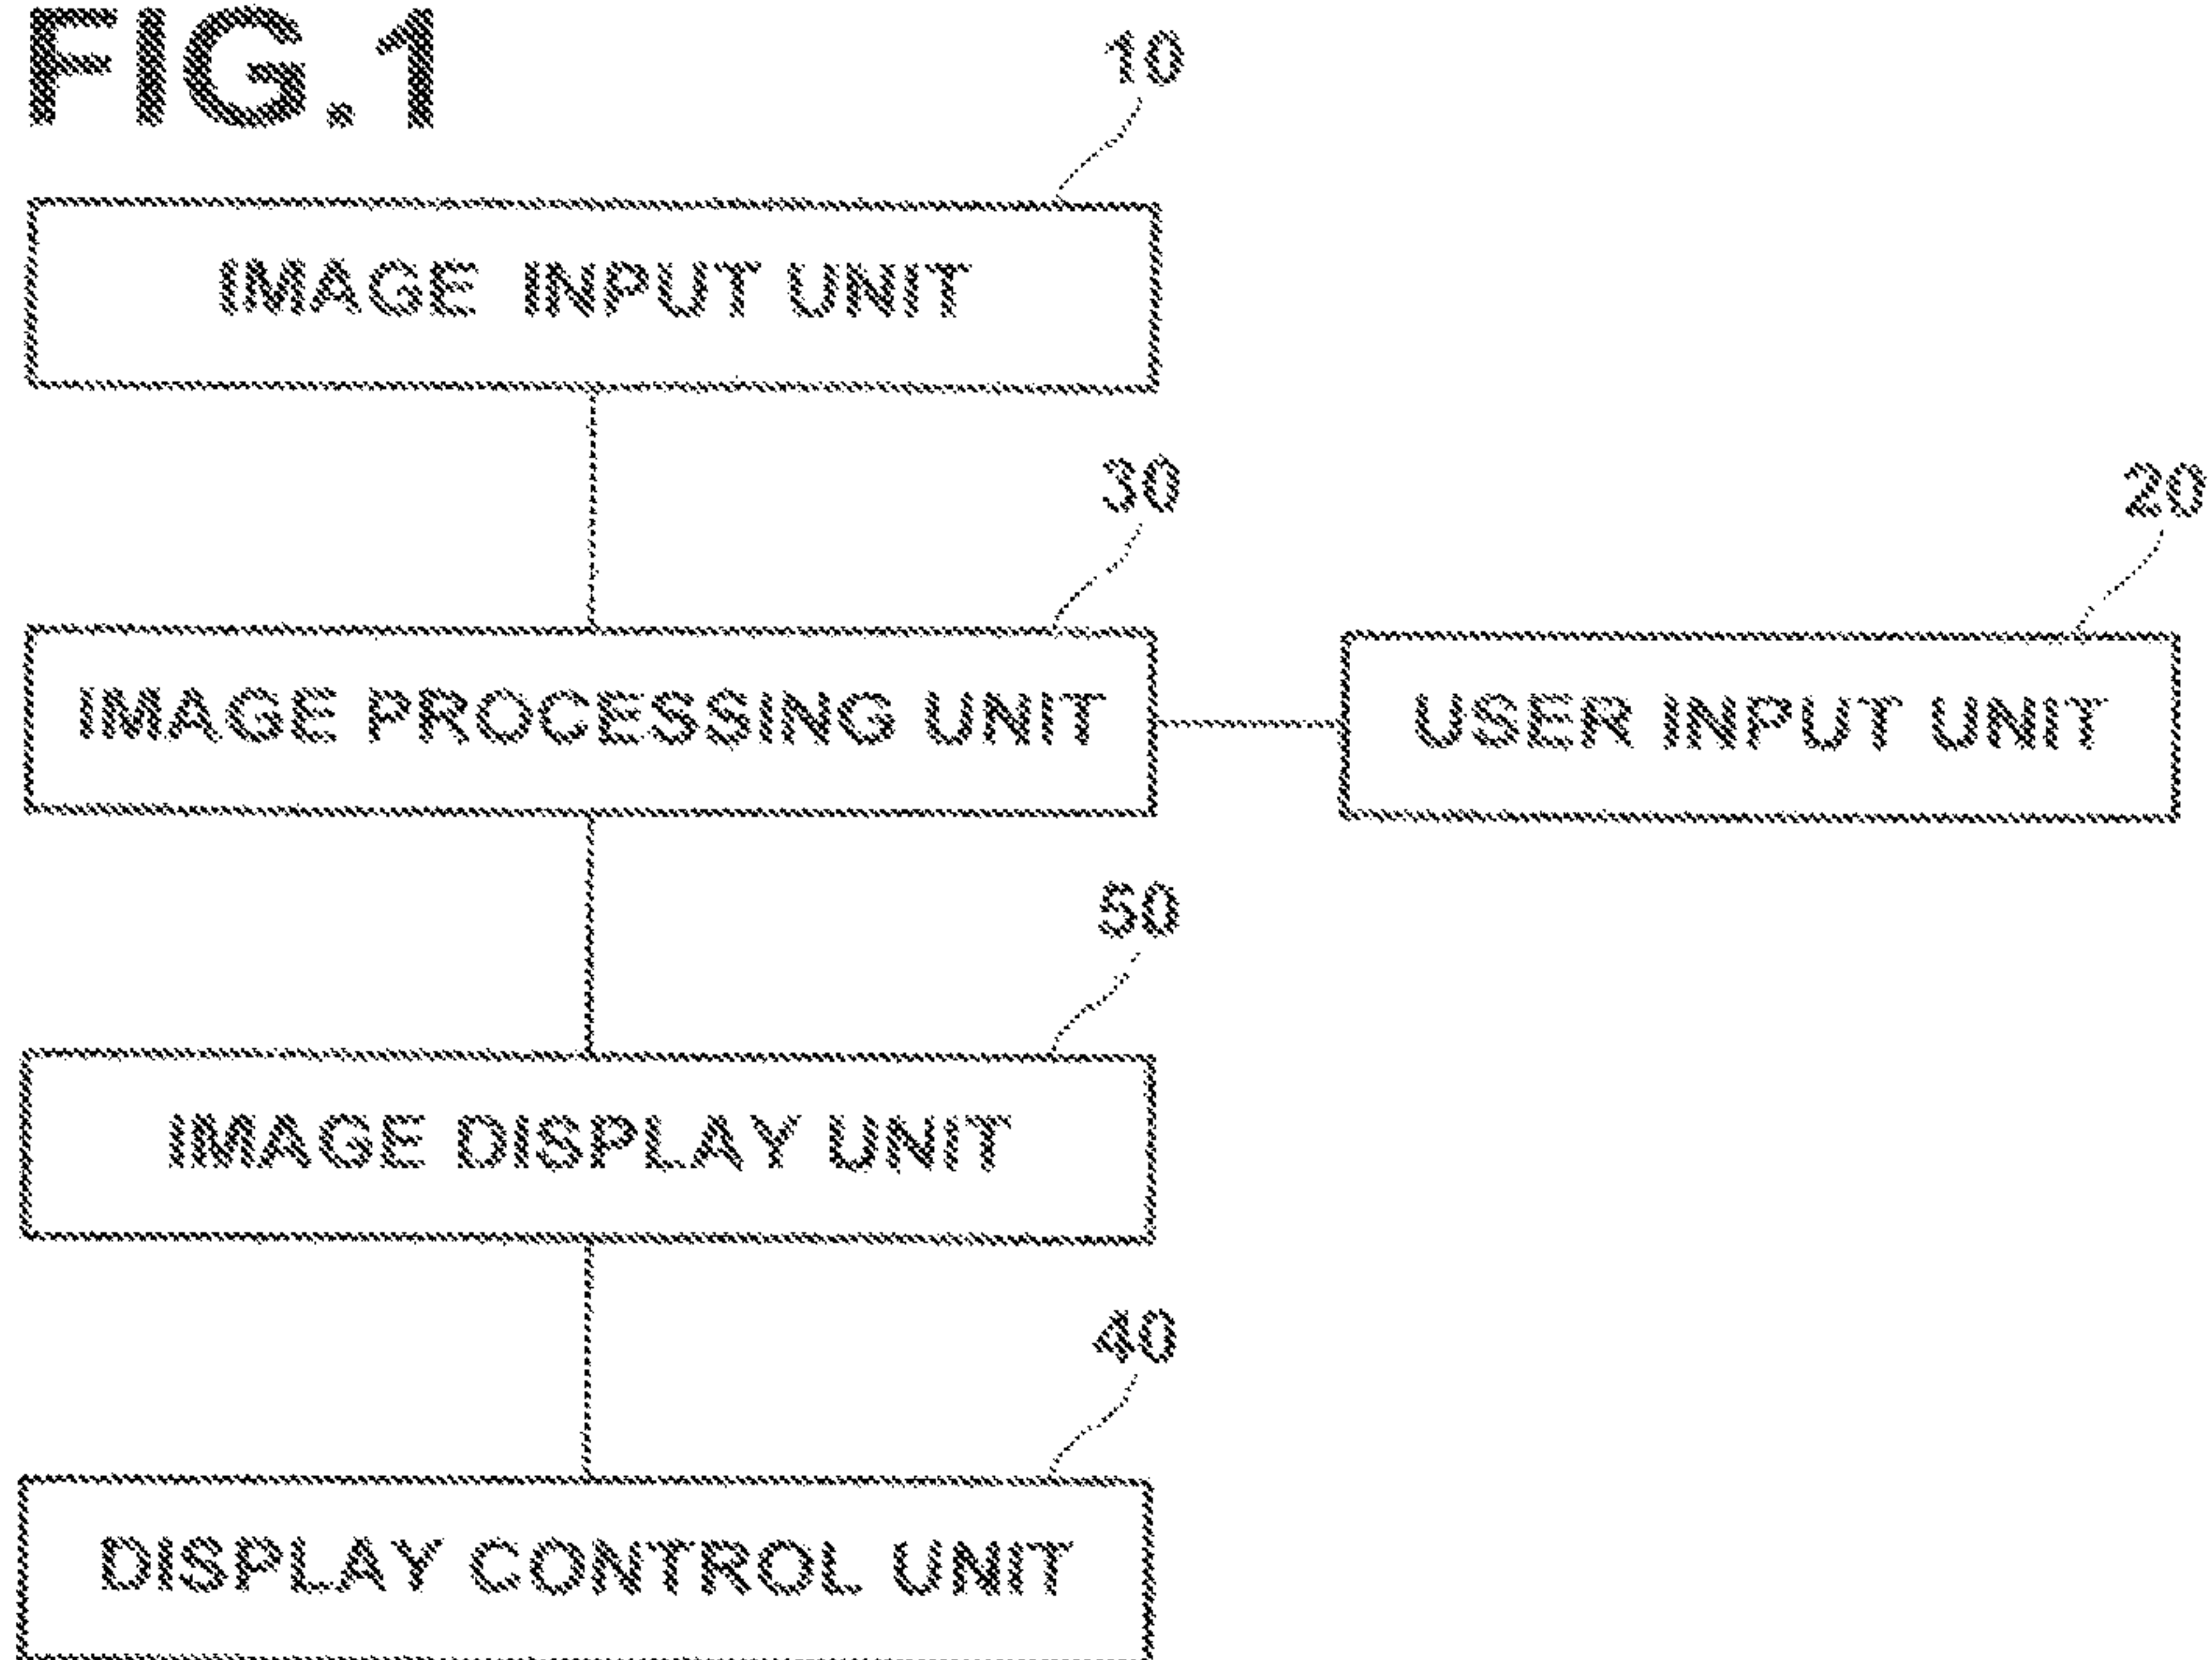 FIG.1
10
IMAGE INPUT UNIT
30
20
IMAGE PROCESSING UNIT
USER INPUT UNIT
50
IMAGE DISPLAY UNIT
40
DISPLAY CONTROL UNIT